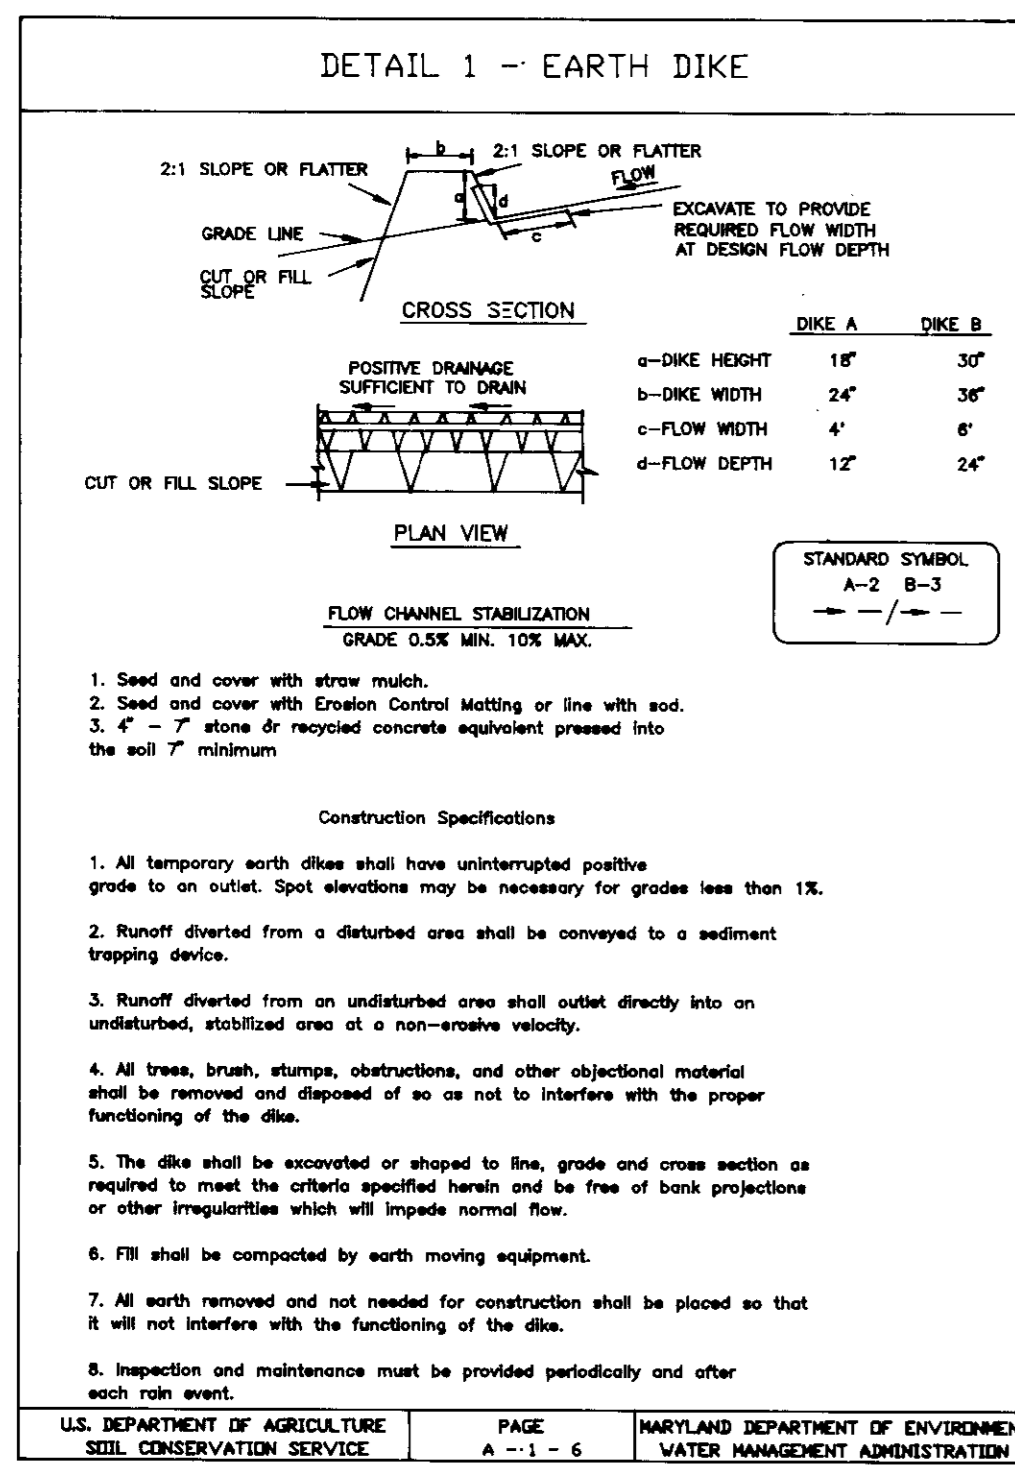 DETAIL 1 - EARTH DIKE
b
2:1 SLOPE OR FLATTER
2:1 SLOPE OR FLATTER
FLOW
a
d
EXCAVATE TO PROVIDE
REQUIRED FLOW WIDTH
AT DESIGN FLOW DEPTH
GRADE LINE
c
CUT OR FILL
SLOPE
CROSS SECTION
DIKE A DIKE B
a-DIKE HEIGHT 18" 30"
b-DIKE WIDTH 24" 36"
c-FLOW WIDTH 4' 6'
d-FLOW DEPTH 12" 24"
POSITIVE DRAINAGE
SUFFICIENT TO DRAIN
CUT OR FILL SLOPE
PLAN VIEW
STANDARD SYMBOL
A-2 B-3
FLOW CHANNEL STABILIZATION
GRADE 0.5% MIN. 10% MAX.
1. Seed and cover with straw mulch.
2. Seed and cover with Erosion Control Matting or line with sod.
3. 4" - 7" stone or recycled concrete equivalent pressed into
the soil 7" minimum
Construction Specifications
1. All temporary earth dikes shall have uninterrupted positive
grade to an outlet. Spot elevations may be necessary for grades less than 1%.
2. Runoff diverted from a disturbed area shall be conveyed to a sediment
trapping device.
3. Runoff diverted from an undisturbed area shall outlet directly into an
undisturbed, stabilized area at a non-erosive velocity.
4. All trees, brush, stumps, obstructions, and other objectional material
shall be removed and disposed of so as not to interfere with the proper
functioning of the dike.
5. The dike shall be excavated or shaped to line, grade and cross section as
required to meet the criteria specified herein and be free of bank projections
or other irregularities which will impede normal flow.
6. Fill shall be compacted by earth moving equipment.
7. All earth removed and not needed for construction shall be placed so that
it will not interfere with the functioning of the dike.
8. Inspection and maintenance must be provided periodically and after
each rain event.
U.S. DEPARTMENT OF AGRICULTURE
SOIL CONSERVATION SERVICE
PAGE
A - 1 - 6
MARYLAND DEPARTMENT OF ENVIRONMEN
WATER MANAGEMENT ADMINISTRATION